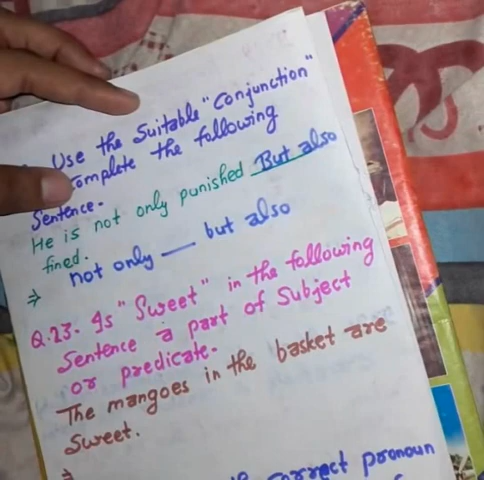 Use the Suitable "Conjunction"
Complete the following
Sentence.
He is not only punished But also
fined.
⇒ not only — but also
Q.23. Is "Sweet" in the following
Sentence a part of Subject
or predicate.
The mangoes in the basket are
Sweet.
correct pronoun